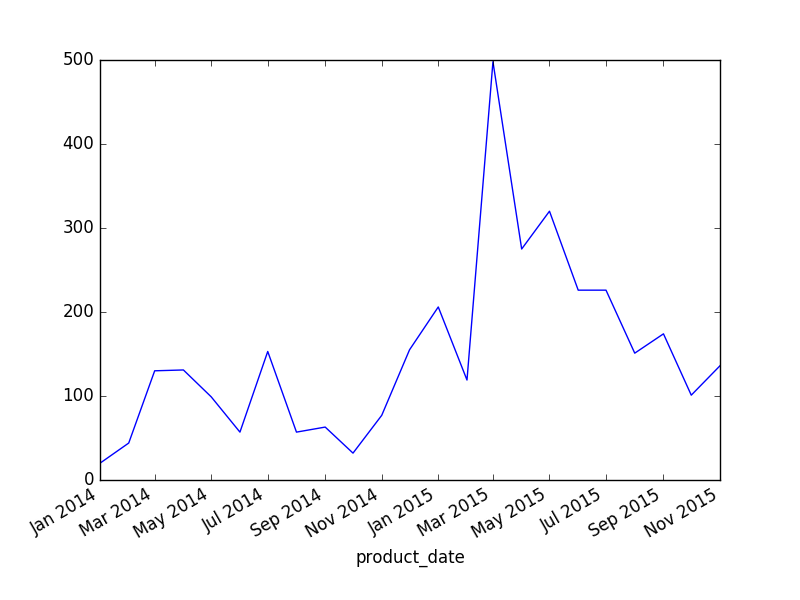 500
400
300
200
100
0
Jan 2014
Mar 2014
May 2014
Jul 2014
Sep 2014
Nov 2014
Jan 2015
Mar 2015
May 2015
Jul 2015
Sep 2015
Nov 2015
product_date